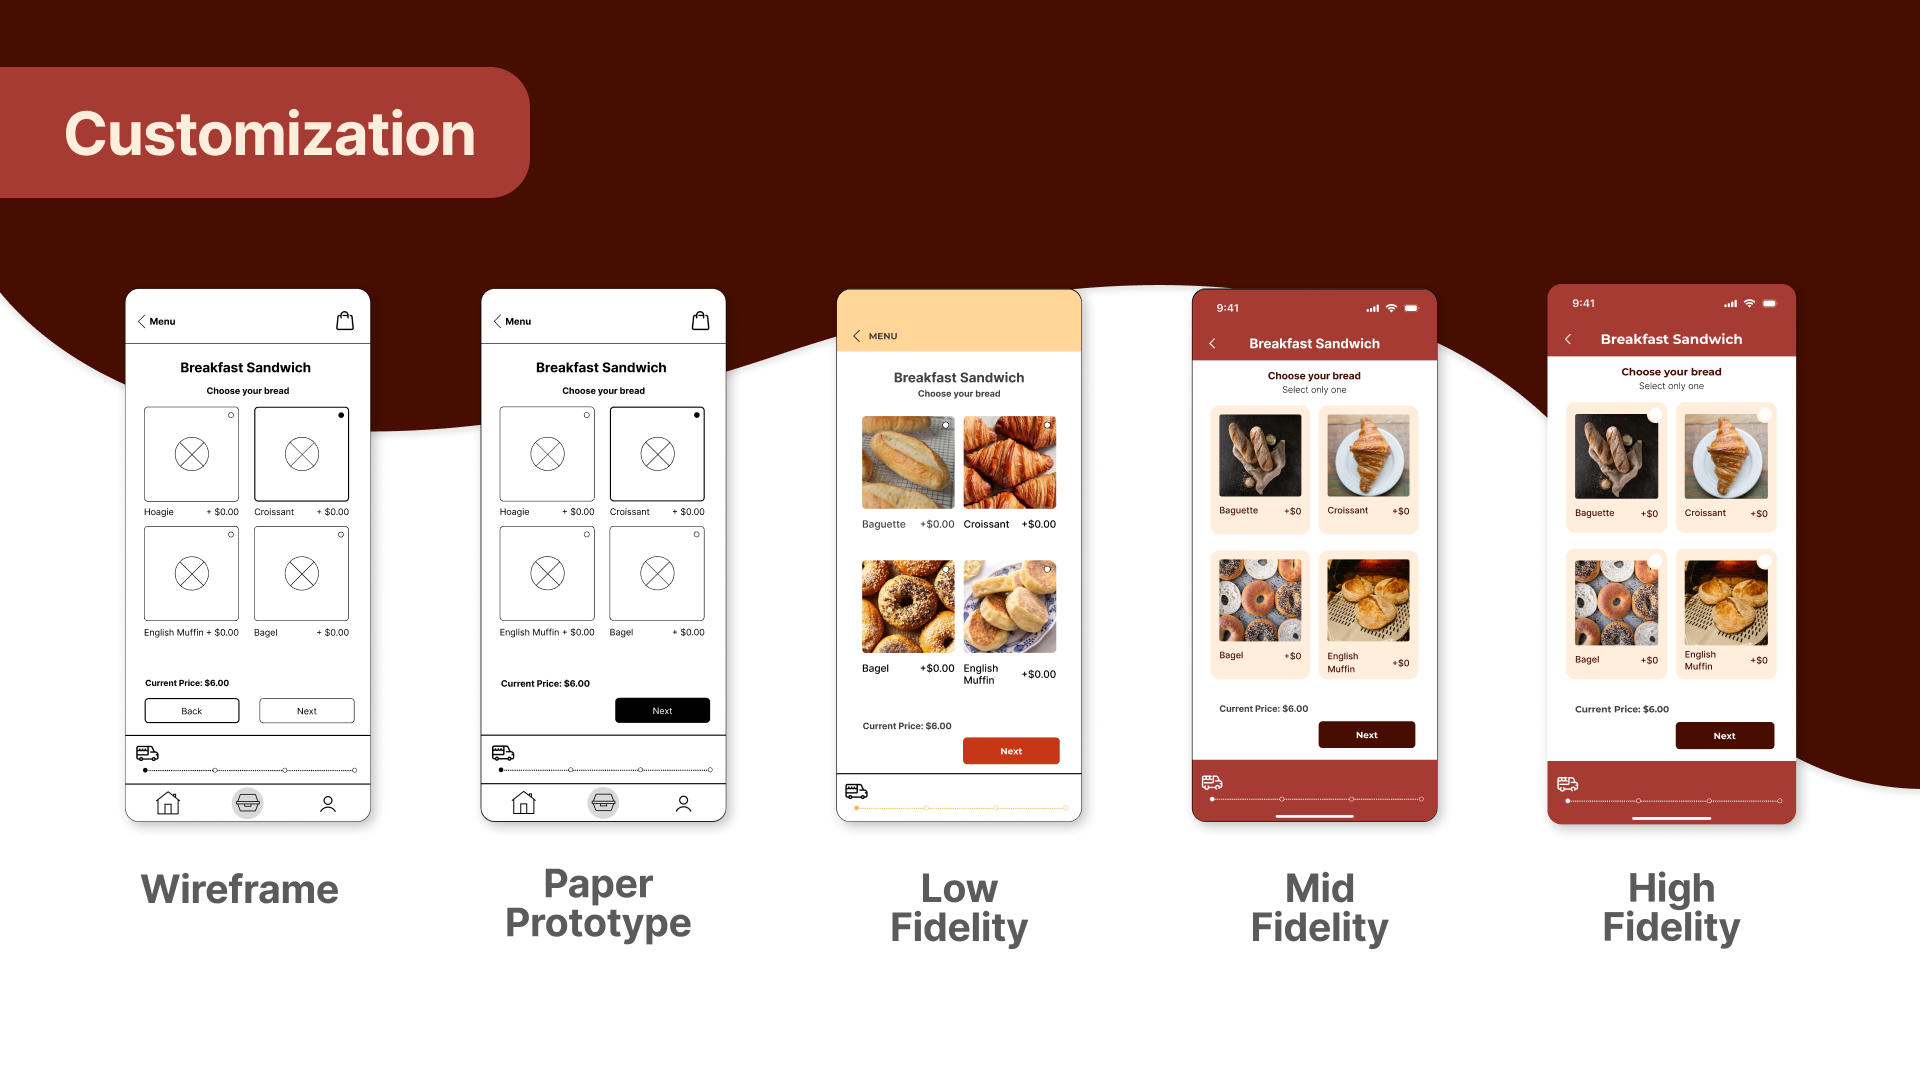 Customization
Menu
Breakfast Sandwich
Choose your bread
Hoagie + $0.00 Croissant + $0.00
English Muffin + $0.00 Bagel + $0.00
Current Price: $6.00
Back Next
Wireframe
Menu
Breakfast Sandwich
Choose your bread
Hoagie + $0.00 Croissant + $0.00
English Muffin + $0.00 Bagel + $0.00
Current Price: $6.00
Next
Paper
Prototype
MENU
Breakfast Sandwich
Choose your bread
Baguette +$0.00 Croissant +$0.00
Bagel +$0.00 English
Muffin +$0.00
Current Price: $6.00
Next
Low
Fidelity
9:41
Breakfast Sandwich
Choose your bread
Select only one
Baguette +$0 Croissant +$0
Bagel +$0 English
Muffin +$0
Current Price: $6.00
Next
Mid
Fidelity
9:41
Breakfast Sandwich
Choose your bread
Select only one
Baguette +$0 Croissant +$0
Bagel +$0 English
Muffin +$0
Current Price: $6.00
Next
High
Fidelity